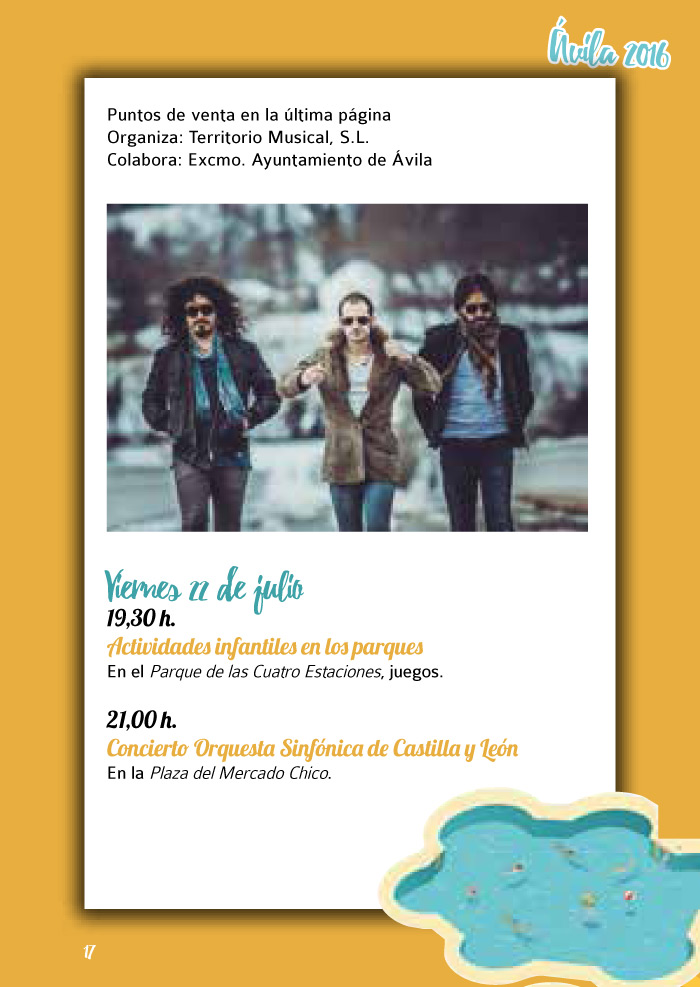 Ávila 2016
Puntos de venta en la última página
Organiza: Territorio Musical, S.L.
Colabora: Excmo. Ayuntamiento de Ávila
Viernes 22 de julio
19,30 h.
Actividades infantiles en los parques
En el Parque de las Cuatro Estaciones, juegos.
21,00 h.
Concierto Orquesta Sinfónica de Castilla y León
En la Plaza del Mercado Chico.
17